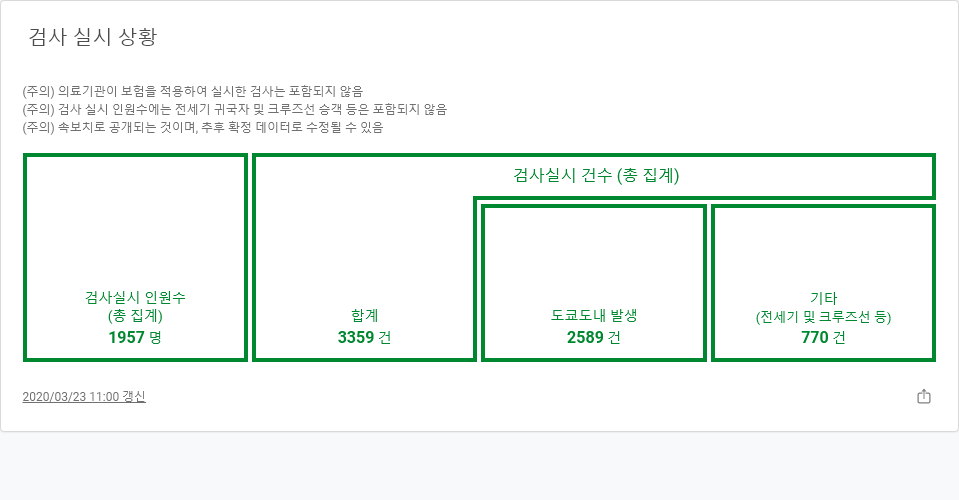 검사 실시 상황
(주의) 의료기관이 보험을 적용하여 실시한 검사는 포함되지 않음
(주의) 검사 실시 인원수에는 전세기 귀국자 및 크루즈선 승객 등은 포함되지 않음
(주의) 속보치로 공개되는 것이며, 추후 확정 데이터로 수정될 수 있음
검사실시 인원수
(총 집계)
1957 명
검사실시 건수 (총 집계)
합계
3359 건
도쿄도내 발생
2589 건
기타
(전세기 및 크루즈선 등)
770 건
2020/03/23 11:00 갱신